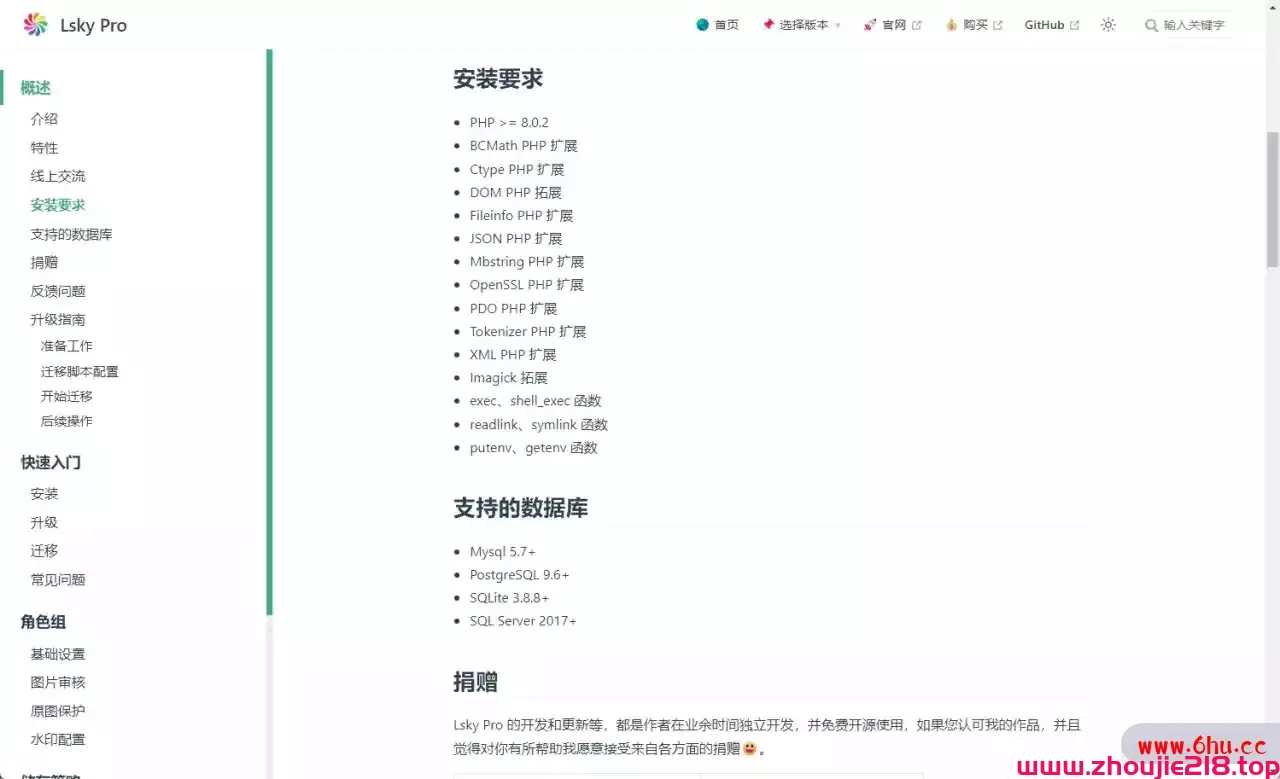 Lsky Pro
首页
选择版本
官网
购买
GitHub
输入关键字
概述
介绍
特性
线上交流
安装要求
支持的数据库
捐赠
反馈问题
升级指南
准备工作
迁移脚本配置
开始迁移
后续操作
快速入门
安装
升级
迁移
常见问题
角色组
基础设置
图片审核
原图保护
水印配置
安装要求
PHP >= 8.0.2
BCMath PHP 扩展
Ctype PHP 扩展
DOM PHP 拓展
Fileinfo PHP 扩展
JSON PHP 扩展
Mbstring PHP 扩展
OpenSSL PHP 扩展
PDO PHP 扩展
Tokenizer PHP 扩展
XML PHP 扩展
Imagick 拓展
exec、shell_exec 函数
readlink、symlink 函数
putenv、getenv 函数
支持的数据库
Mysql 5.7+
PostgreSQL 9.6+
SQLite 3.8.8+
SQL Server 2017+
捐赠
Lsky Pro 的开发和更新等，都是作者在业余时间独立开发，并免费开源使用，如果您认可我的作品，并且
觉得对你有所帮助我愿意接受来自各方面的捐赠😃。
www.6hu.cc
www.zhoujie218.top